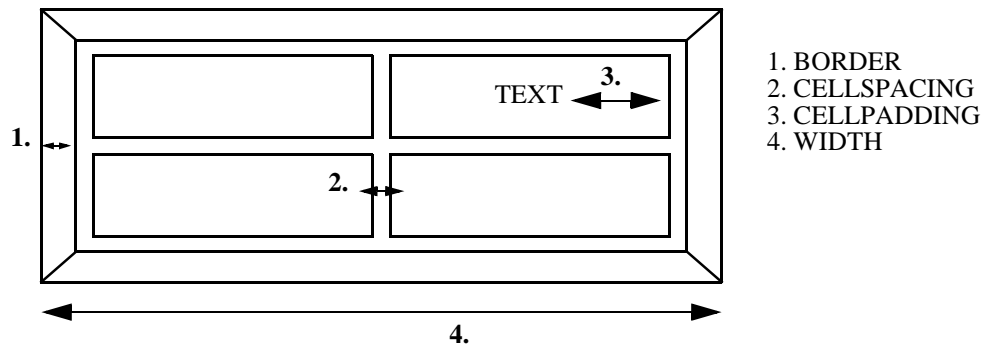 3.
TEXT
1.
2.
4.
1. BORDER
2. CELLSPACING
3. CELLPADDING
4. WIDTH